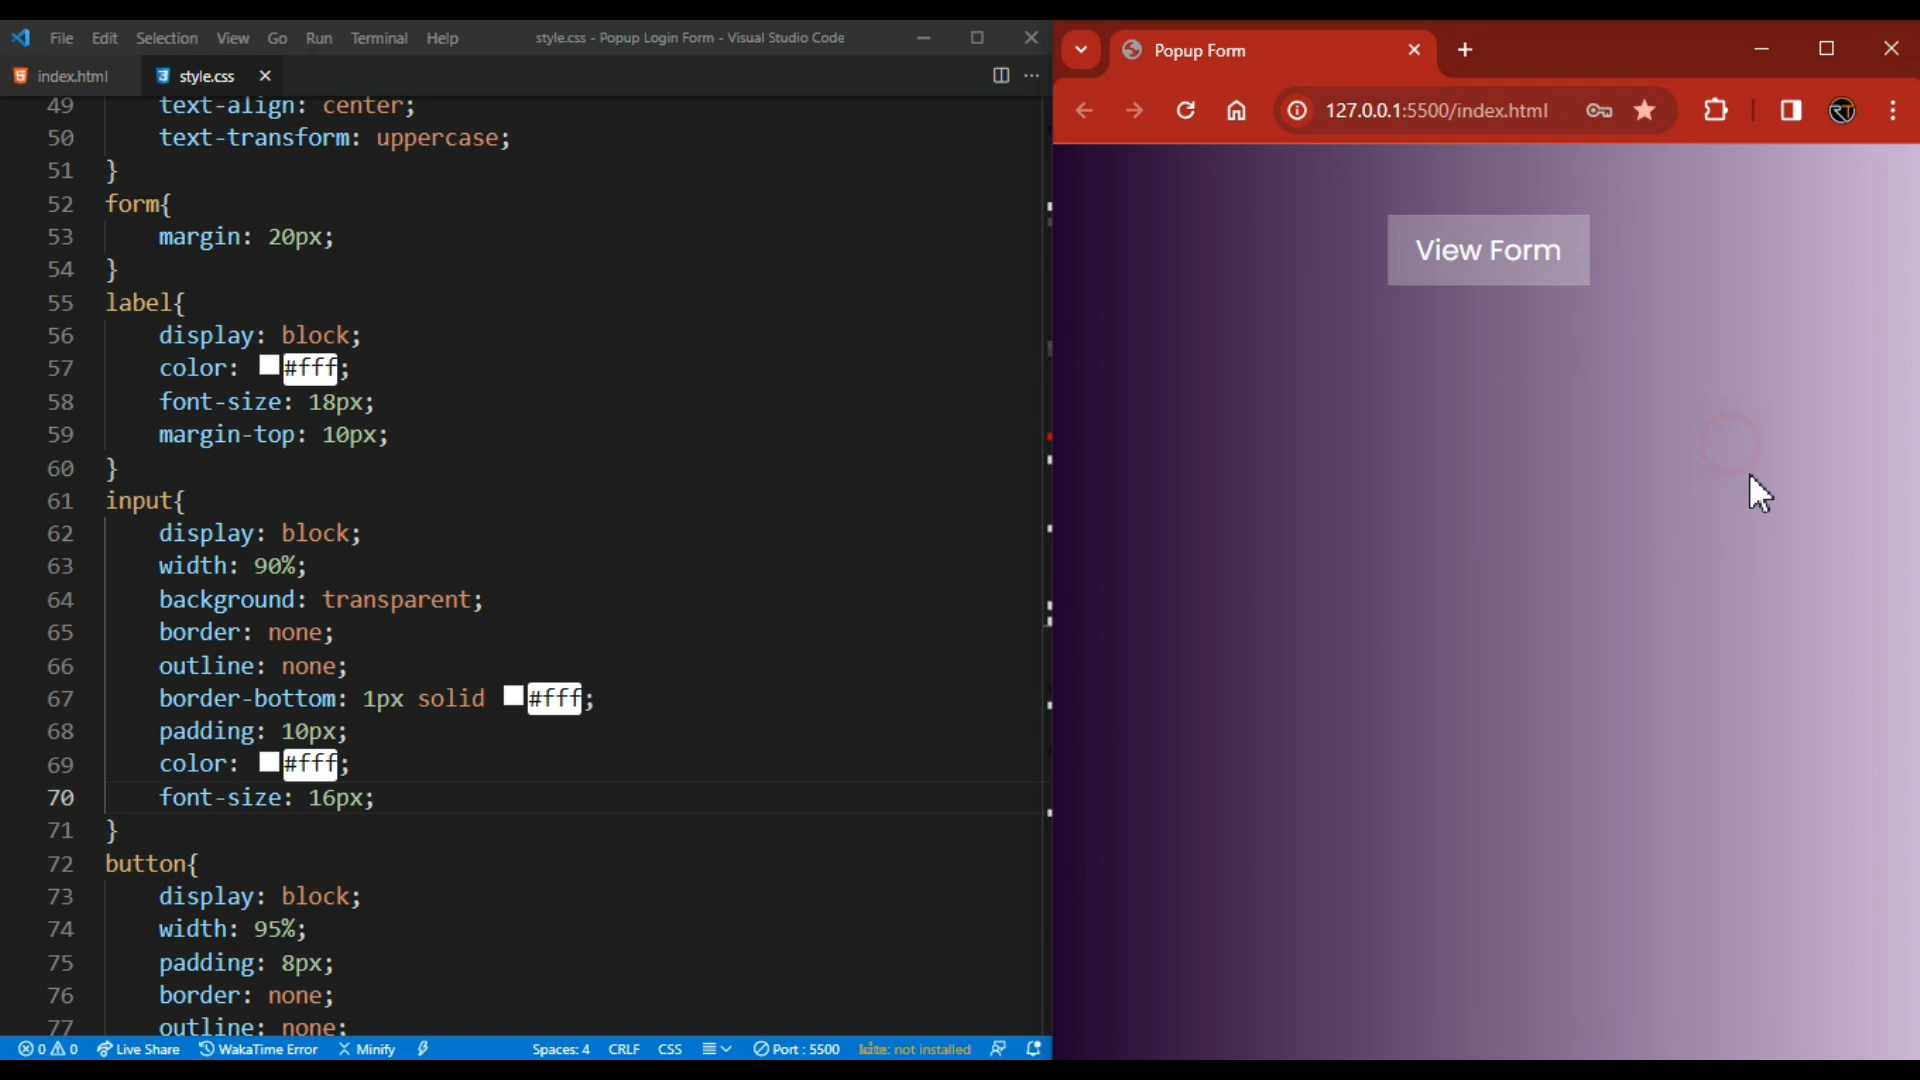 File Edit Selection View Go Run Terminal Help style.css - Popup Login Form - Visual Studio Code
index.html style.css
49 text-align: center;
50 text-transform: uppercase;
51 }
52 form{
53 margin: 20px;
54 }
55 label{
56 display: block;
57 color: #fff;
58 font-size: 18px;
59 margin-top: 10px;
60 }
61 input{
62 display: block;
63 width: 90%;
64 background: transparent;
65 border: none;
66 outline: none;
67 border-bottom: 1px solid #fff;
68 padding: 10px;
69 color: #fff;
70 font-size: 16px;
71 }
72 button{
73 display: block;
74 width: 95%;
75 padding: 8px;
76 border: none;
77 outline: none;
0 0 Live Share WakaTime Error Minify Spaces: 4 CRLF CSS Port : 5500 kite: not installed
Popup Form
127.0.0.1:5500/index.html
RT
View Form